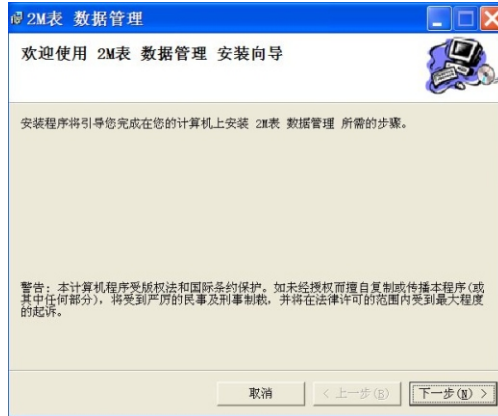 2M表 数据管理
欢迎使用 2M表 数据管理 安装向导
安装程序将引导您完成在您的计算机上安装 2M表 数据管理 所需的步骤。
警告：本计算机程序受版权法和国际条约保护。如未经授权而擅自复制或传播本程序(或
其中任何部分)，将受到严厉的民事及刑事制裁，并将在法律许可的范围内受到最大程度
的起诉。
取消
< 上一步(B)
下一步(N) >